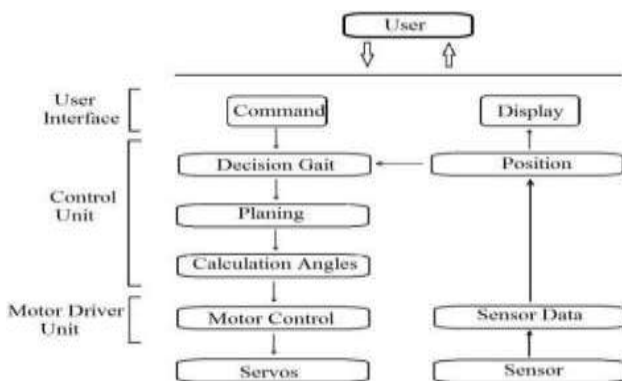 User
User
Interface
Command
Display
Control
Unit
Decision Gait
Position
Planing
Calculation Angles
Motor Driver
Unit
Motor Control
Sensor Data
Servos
Sensor